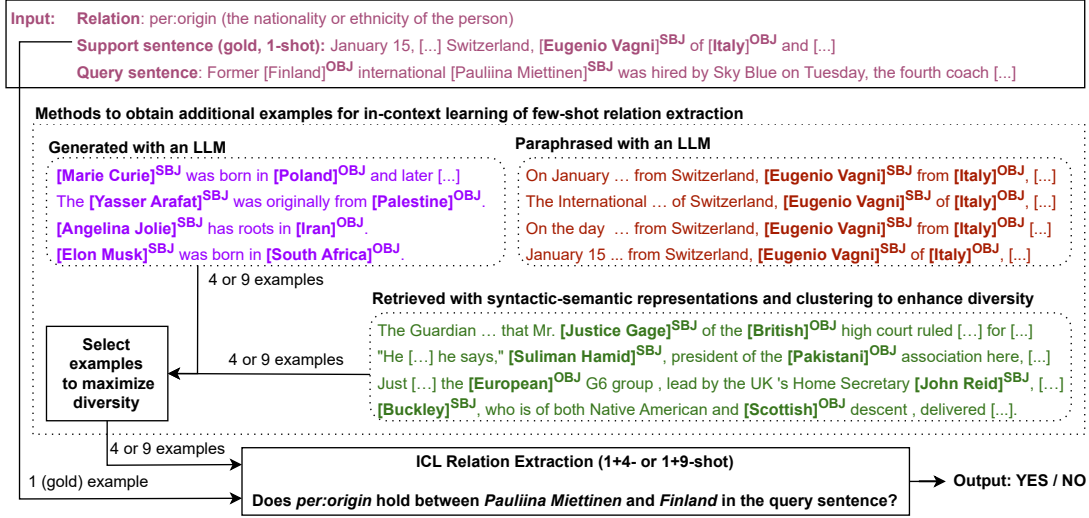 Input: Relation: per:origin (the nationality or ethnicity of the person)
Support sentence (gold, 1-shot): January 15, [...] Switzerland, [Eugenio Vagni]SBJ of [Italy]OBJ and [...]
Query sentence: Former [Finland]OBJ international [Pauliina Miettinen]SBJ was hired by Sky Blue on Tuesday, the fourth coach [...]
Methods to obtain additional examples for in-context learning of few-shot relation extraction
Generated with an LLM
[Marie Curie]SBJ was born in [Poland]OBJ and later [...]
The [Yasser Arafat]SBJ was originally from [Palestine]OBJ.
[Angelina Jolie]SBJ has roots in [Iran]OBJ.
[Elon Musk]SBJ was born in [South Africa]OBJ.
Paraphrased with an LLM
On January … from Switzerland, [Eugenio Vagni]SBJ from [Italy]OBJ, [...]
The International … of Switzerland, [Eugenio Vagni]SBJ of [Italy]OBJ, [...]
On the day … from Switzerland, [Eugenio Vagni]SBJ from [Italy]OBJ [...]
January 15 ... from Switzerland, [Eugenio Vagni]SBJ of [Italy]OBJ, [...]
4 or 9 examples
Retrieved with syntactic-semantic representations and clustering to enhance diversity
The Guardian … that Mr. [Justice Gage]SBJ of the [British]OBJ high court ruled […] for [...]
"He […] he says," [Suliman Hamid]SBJ, president of the [Pakistani]OBJ association here, [...]
Just […] the [European]OBJ G6 group , lead by the UK 's Home Secretary [John Reid]SBJ, […]
[Buckley]SBJ, who is of both Native American and [Scottish]OBJ descent , delivered [...].
4 or 9 examples
Select
examples
to maximize
diversity
4 or 9 examples
1 (gold) example
ICL Relation Extraction (1+4- or 1+9-shot)
Does per:origin hold between Pauliina Miettinen and Finland in the query sentence?
Output: YES / NO